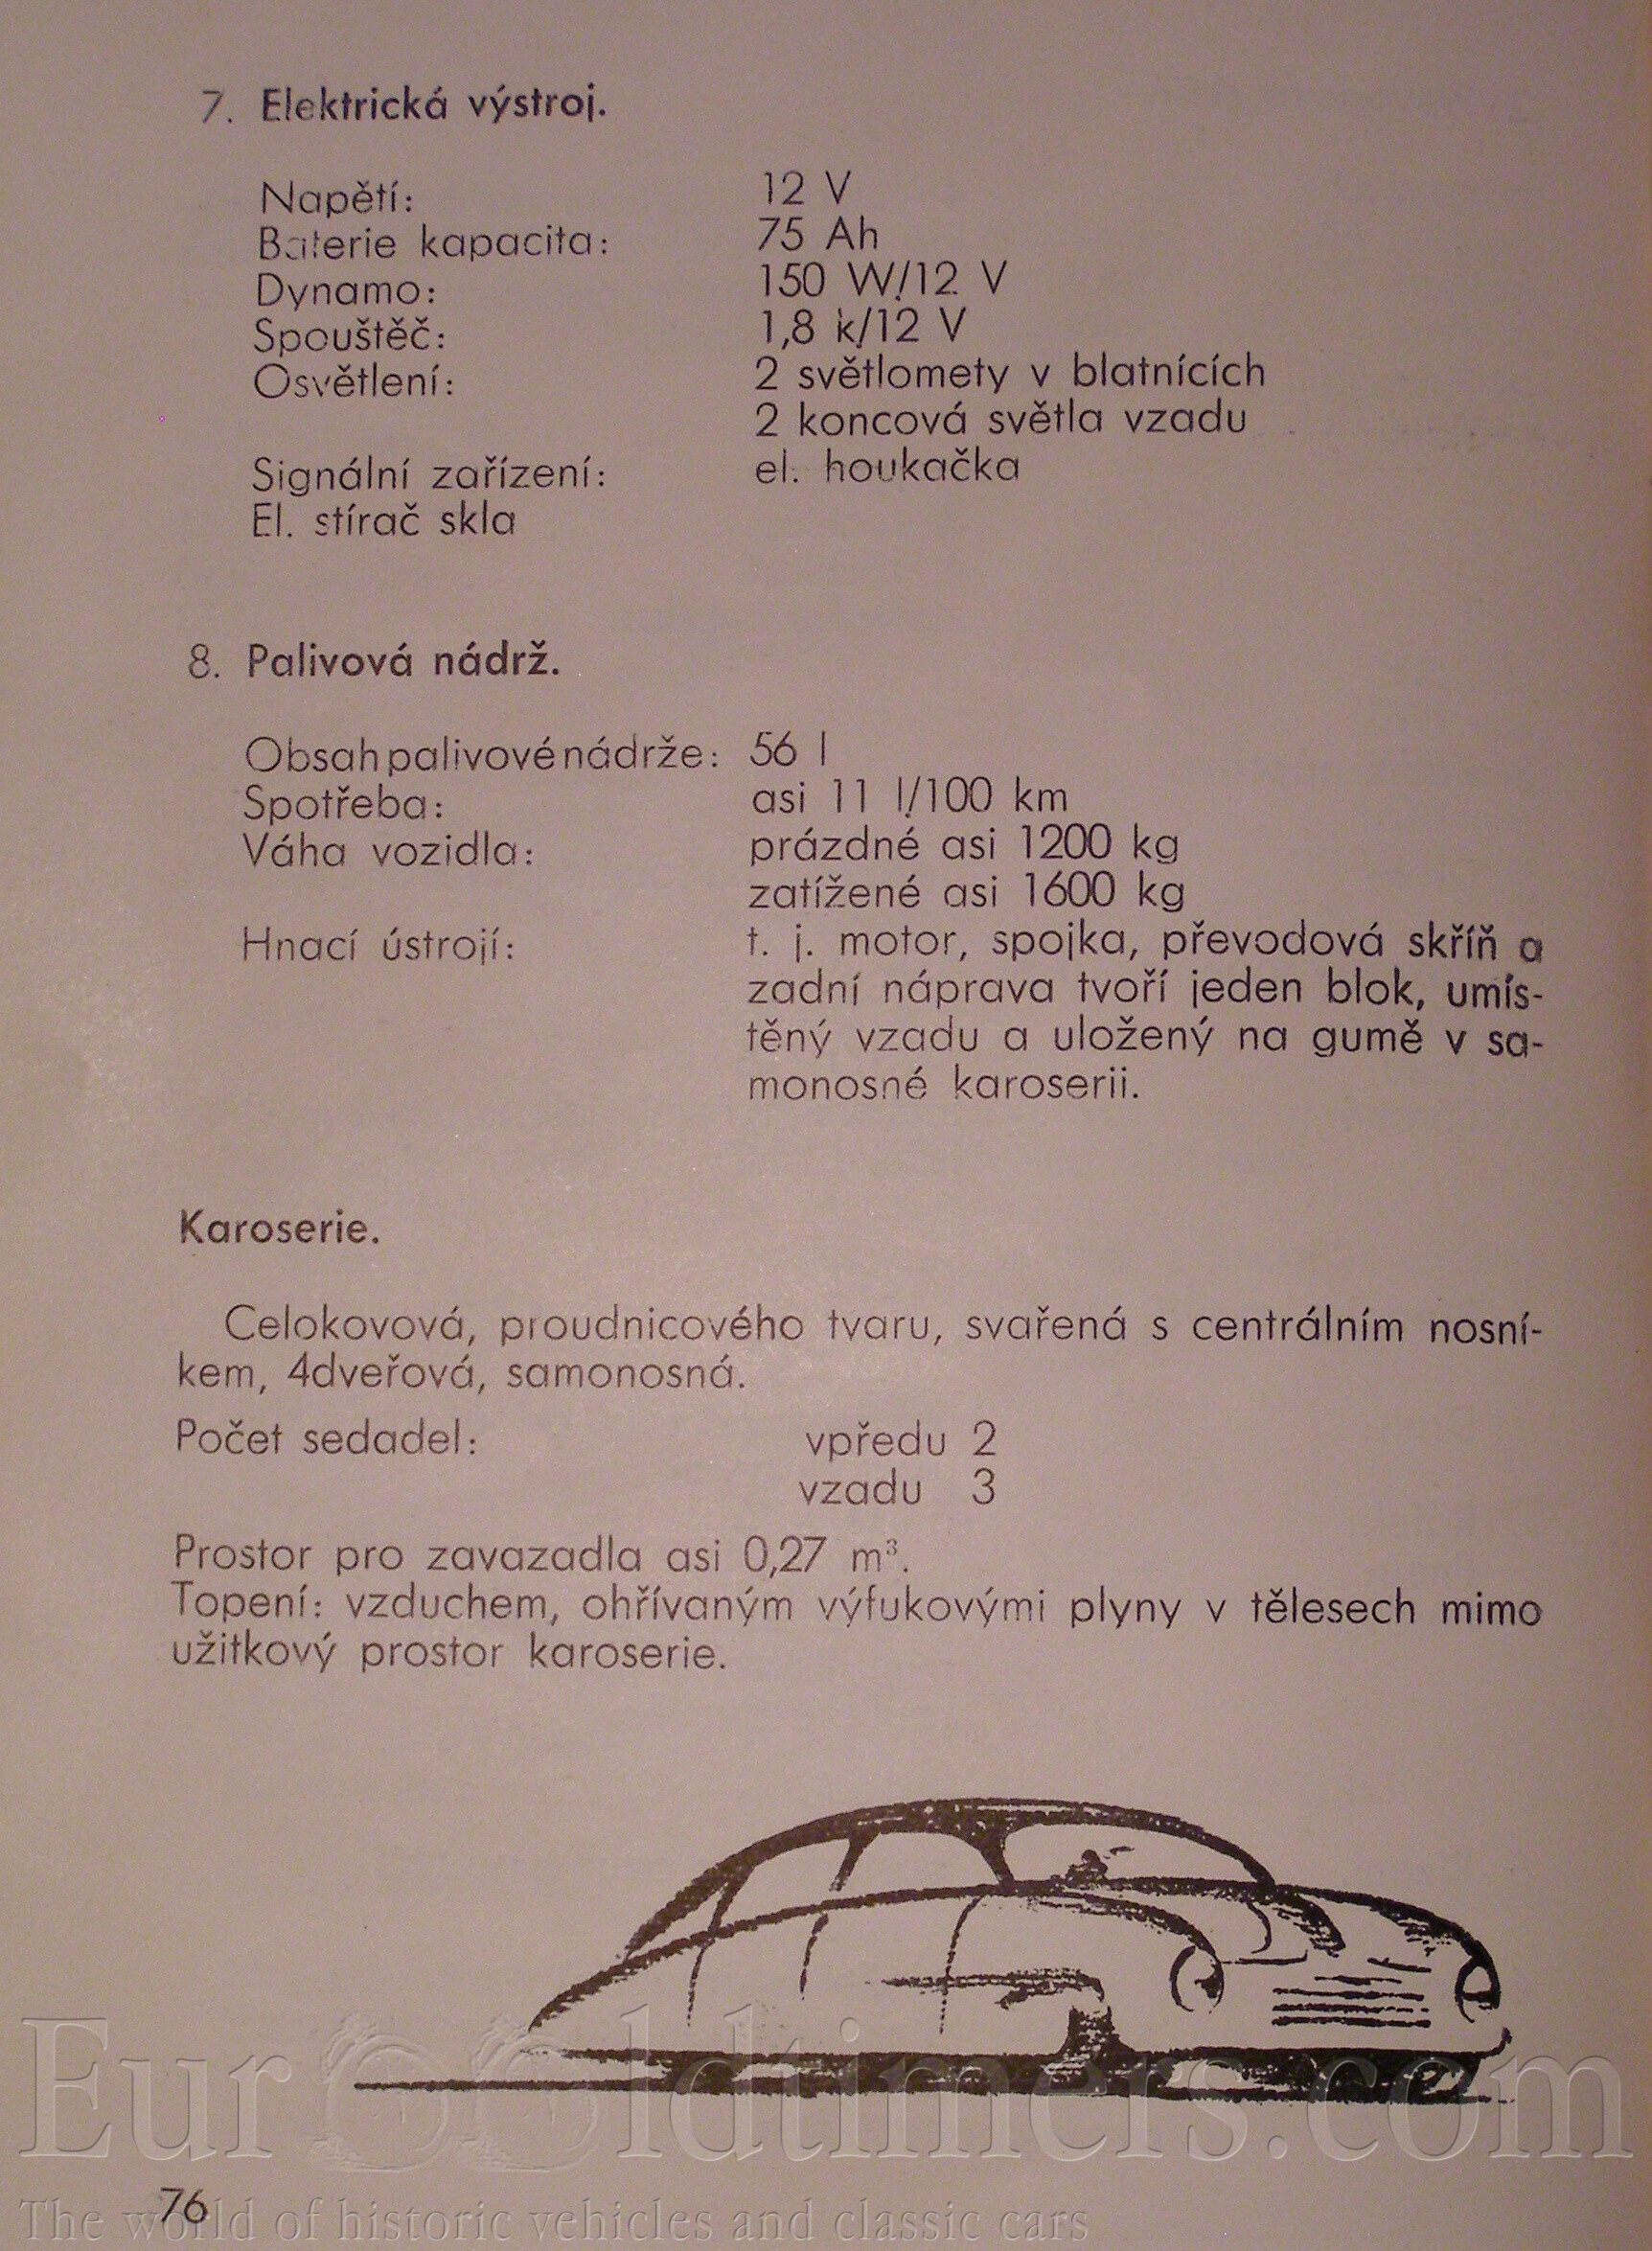 7. Elektrická výstroj.
Napětí: 12 V
Baterie kapacita: 75 Ah
Dynamo: 150 W/12 V
Spouštěč: 1,8 k/12 V
Osvětlení: 2 světlomety v blatnících
2 koncová světla vzadu
Signální zařízení: el. houkačka
El. stírač skla
8. Palivová nádrž.
Obsah palivové nádrže: 56 l
Spotřeba: asi 11 l/100 km
Váha vozidla: prázdné asi 1200 kg
zatížené asi 1600 kg
Hnací ústrojí: t. j. motor, spojka, převodová skříň a
zadní náprava tvoří jeden blok, umís-
těný vzadu a uložený na gumě v sa-
monosné karoserii.
Karoserie.
Celokovová, proudnicového tvaru, svařená s centrálním nosní-
kem, 4dveřová, samonosná.
Počet sedadel: vpředu 2
vzadu 3
Prostor pro zavazadla asi 0,27 m³.
Topení: vzduchem, ohřívaným výfukovými plyny v tělesech mimo
užitkový prostor karoserie.
EurOOldtimers.com
76
The world of historic vehicles and classic cars